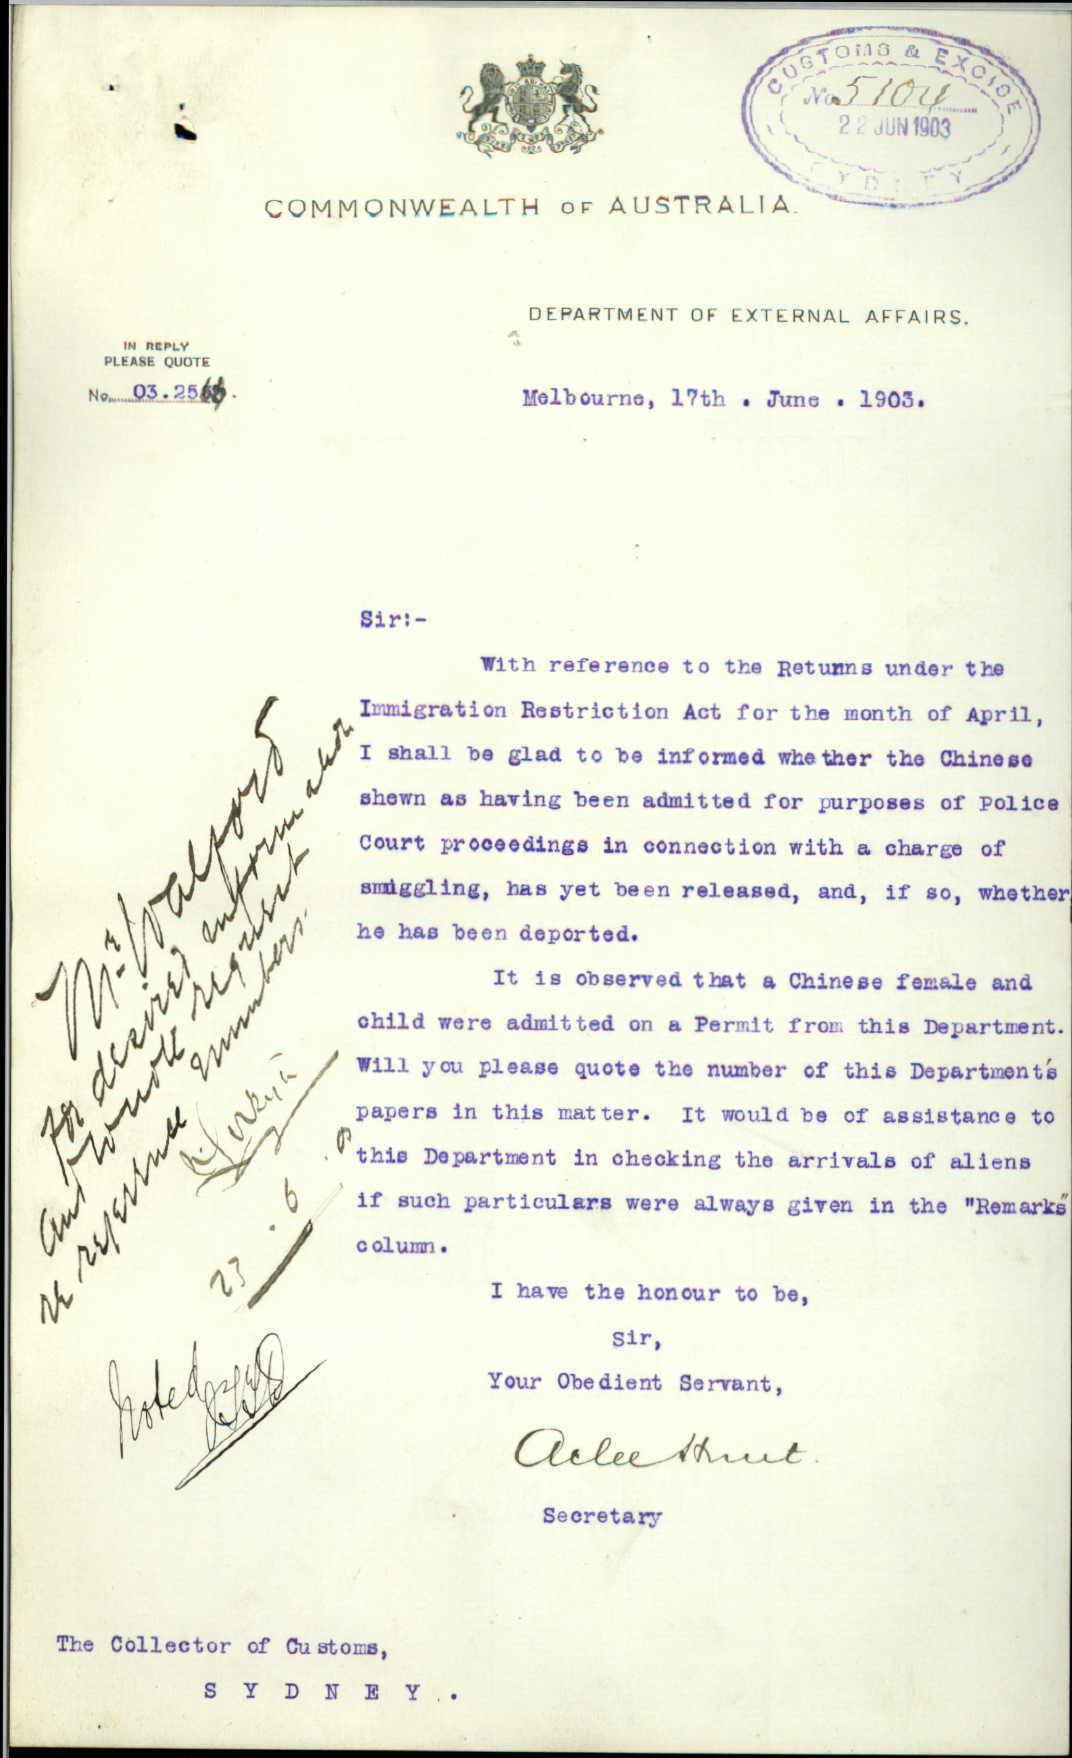 CUSTOMS & EXCISE
No 5104
22 JUN 1903
SYDNEY
COMMONWEALTH OF AUSTRALIA.
DEPARTMENT OF EXTERNAL AFFAIRS.
IN REPLY
PLEASE QUOTE
No. 03.25
Melbourne, 17th . June . 1903.
Sir:-
With reference to the Returns under the
Immigration Restriction Act for the month of April,
I shall be glad to be informed whether the Chinese
shewn as having been admitted for purposes of Police
Court proceedings in connection with a charge of
smuggling, has yet been released, and, if so, whether
he has been deported.
It is observed that a Chinese female and
child were admitted on a Permit from this Department.
Will you please quote the number of this Department's
papers in this matter. It would be of assistance to
this Department in checking the arrivals of aliens
if such particulars were always given in the "Remarks"
column.
I have the honour to be,
Sir,
Your Obedient Servant,
Atlee Hunt.
Secretary
The Collector of Customs,
SYDNEY.
Mr Walford
For desired information
and to note request
re reference numbers.
23.6.03
Noted